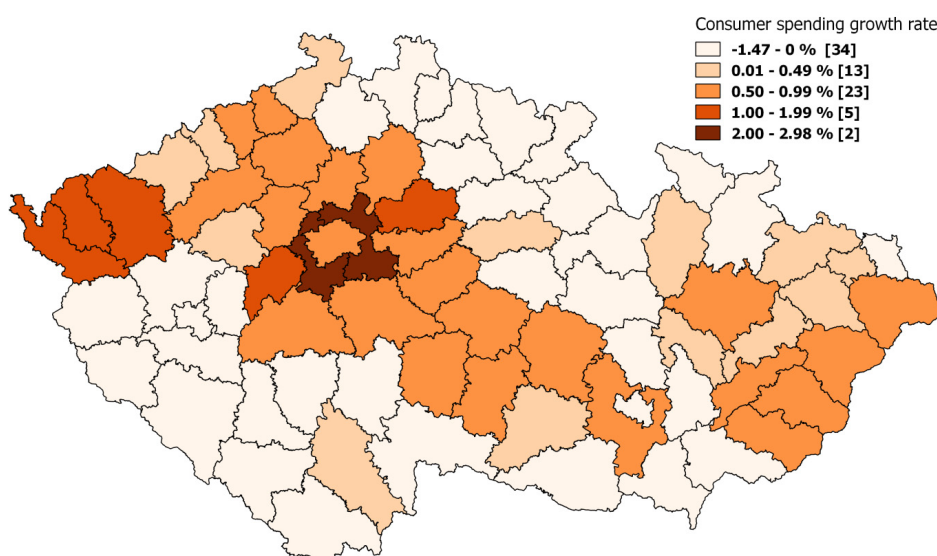 Consumer spending growth rate
-1.47 - 0 % [34]
0.01 - 0.49 % [13]
0.50 - 0.99 % [23]
1.00 - 1.99 % [5]
2.00 - 2.98 % [2]